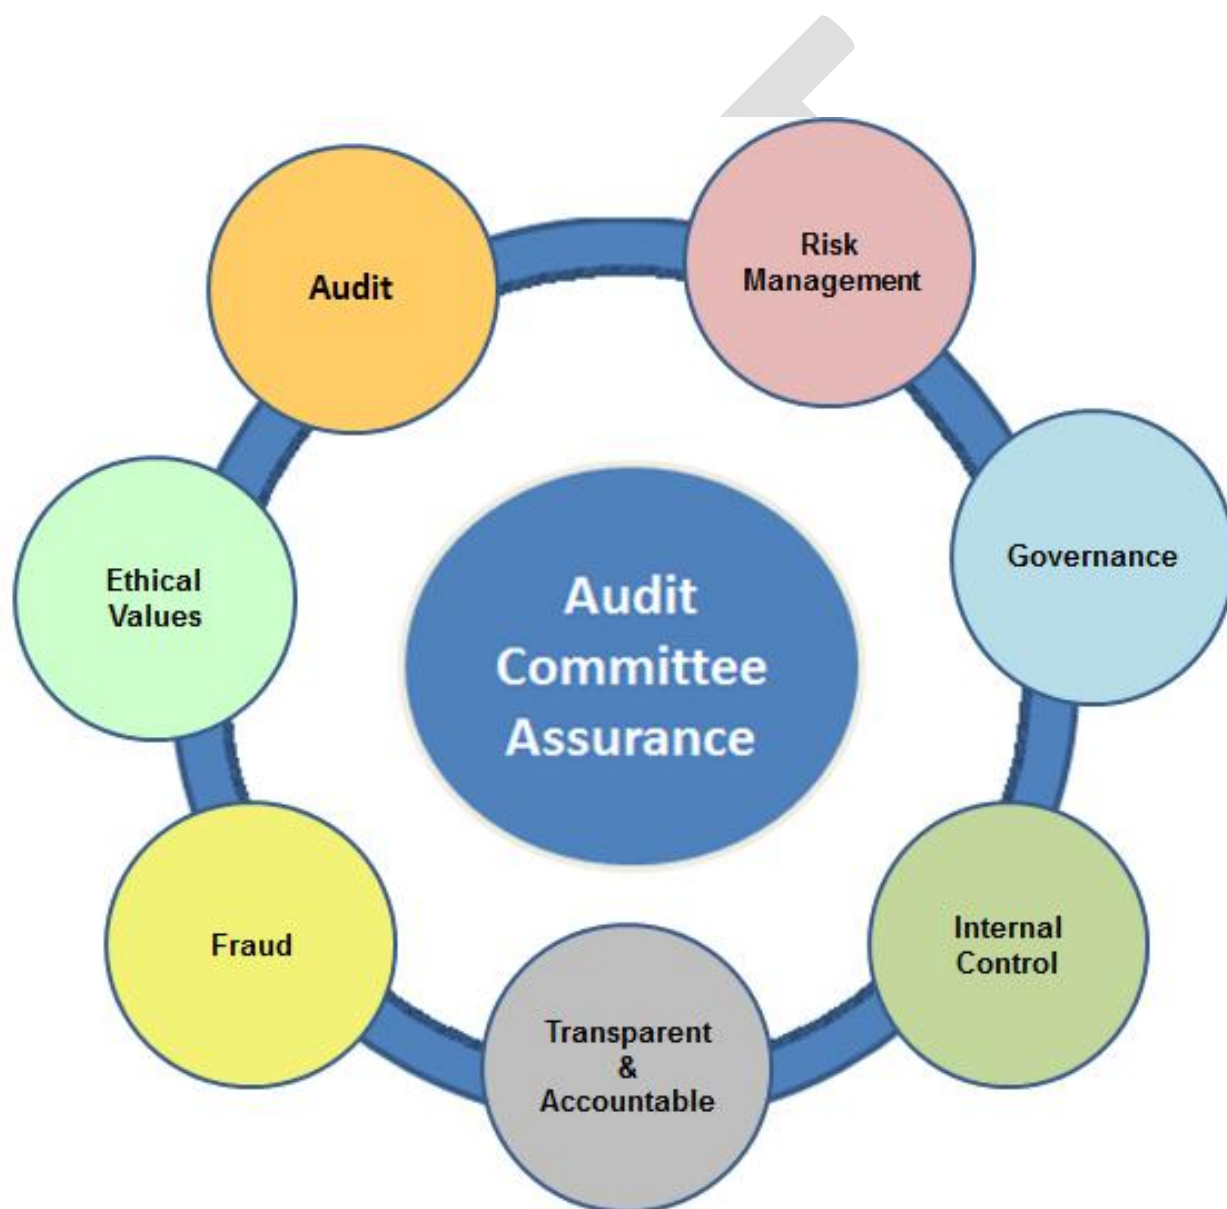 Audit
Risk
Management
Governance
Internal
Control
Transparent
&
Accountable
Fraud
Ethical
Values
Audit
Committee
Assurance